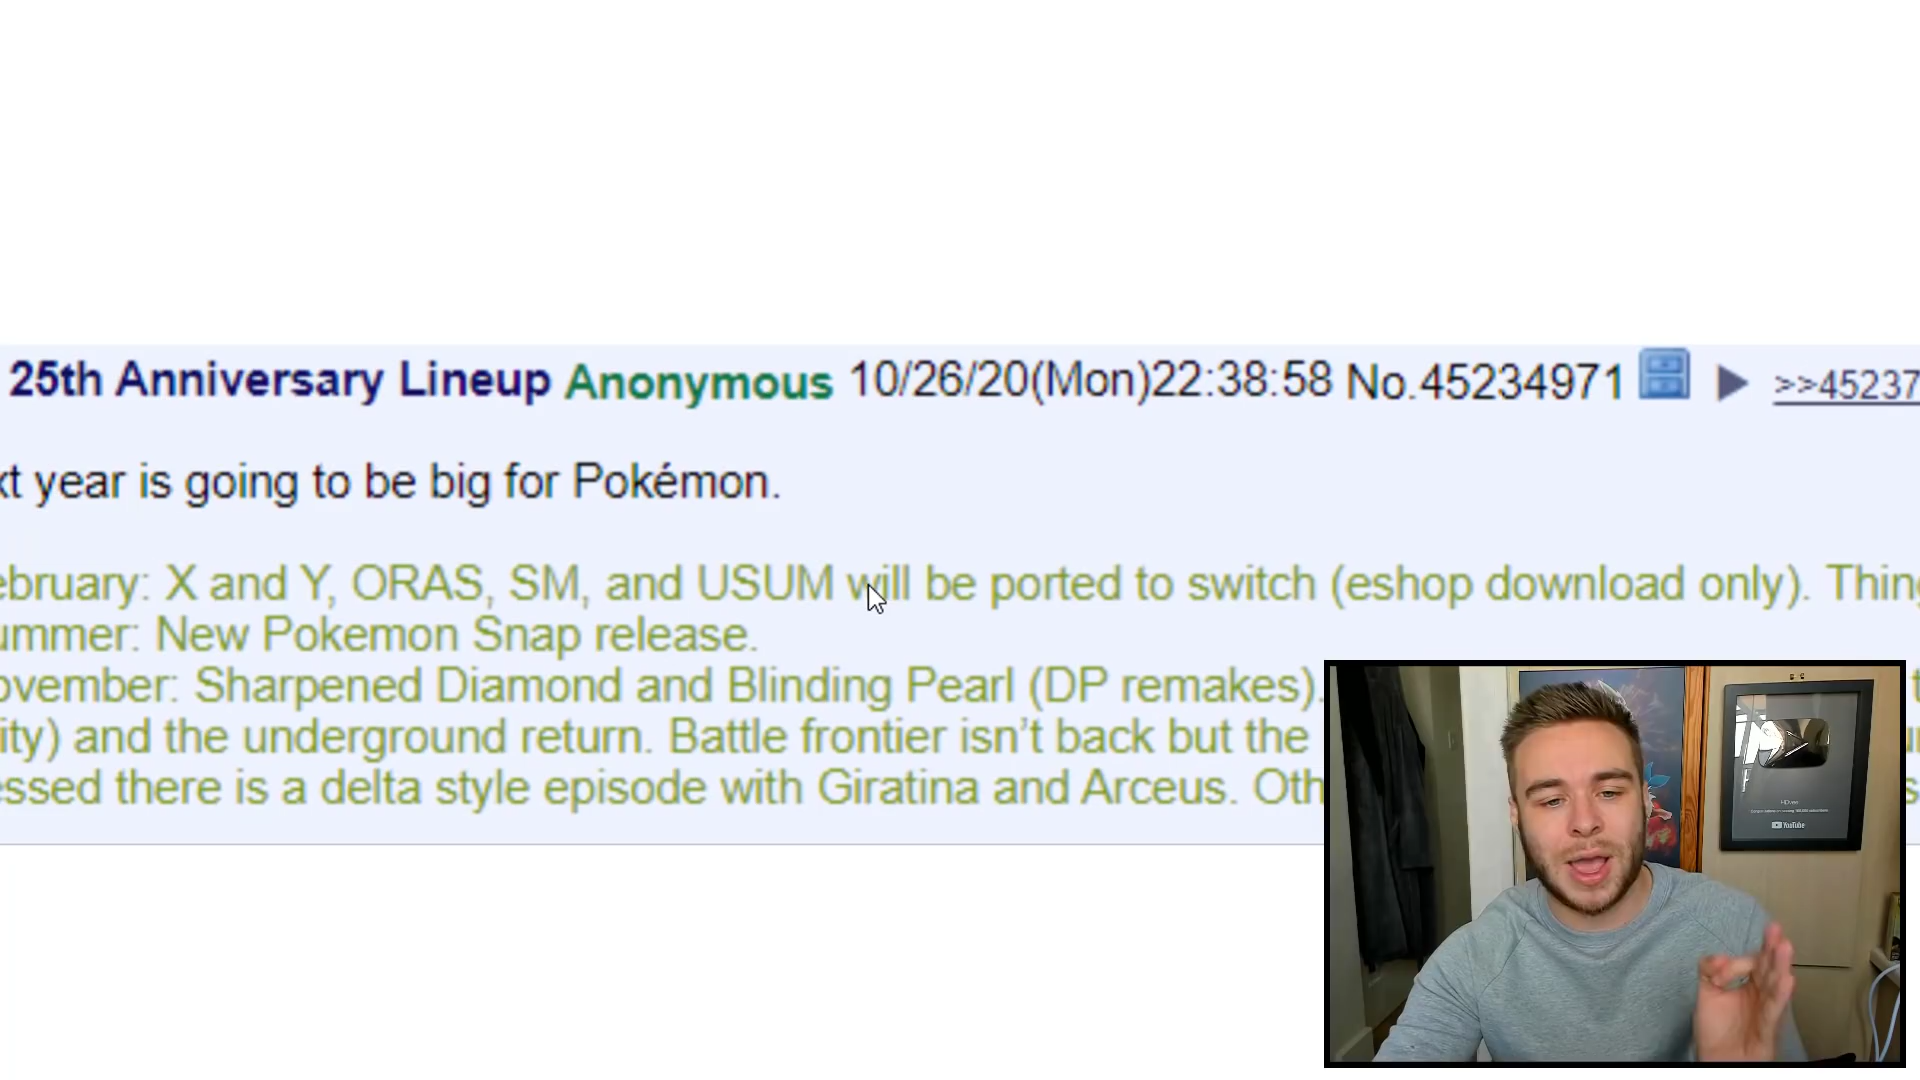 25th Anniversary Lineup Anonymous 10/26/20(Mon)22:38:58 No.45234971 >>45237
xt year is going to be big for Pokémon.
ebruary: X and Y, ORAS, SM, and USUM will be ported to switch (eshop download only). Thing
ummer: New Pokemon Snap release.
ovember: Sharpened Diamond and Blinding Pearl (DP remakes).
ity) and the underground return. Battle frontier isn’t back but the
essed there is a delta style episode with Giratina and Arceus. Oth
YouTube